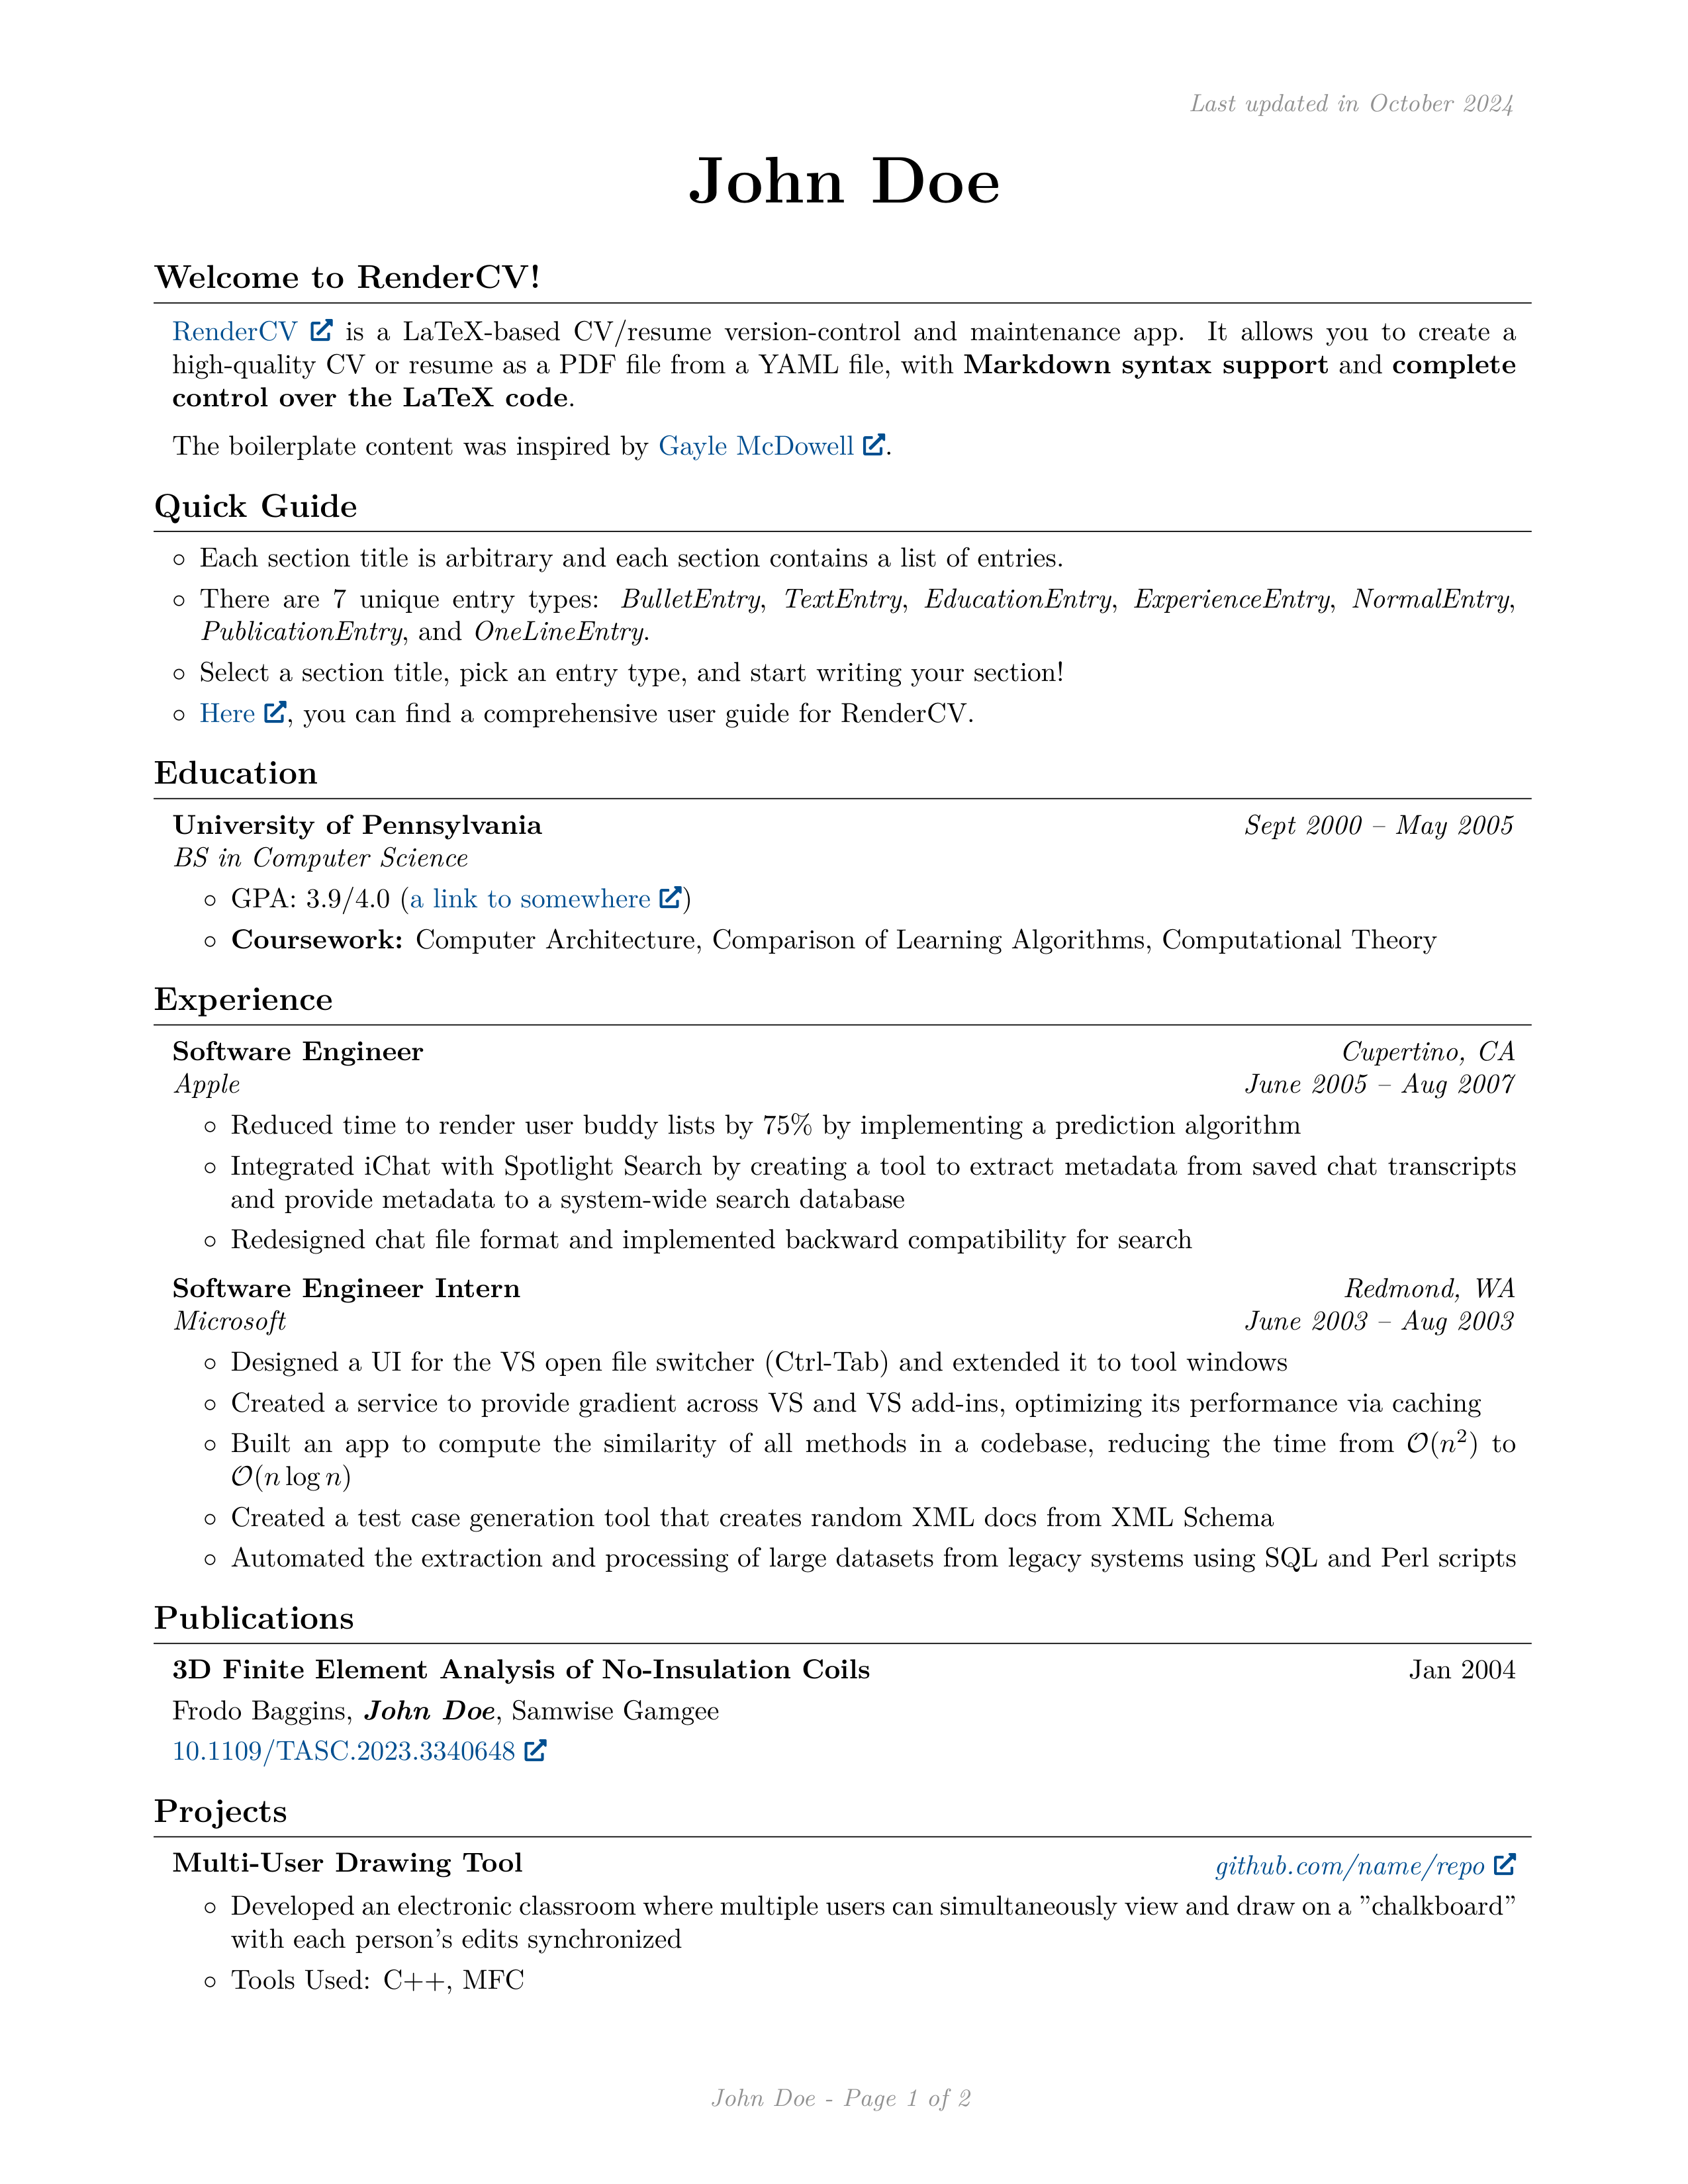 Last updated in October 2024
John Doe
Welcome to RenderCV!
RenderCV is a LaTeX-based CV/resume version-control and maintenance app. It allows you to create a
high-quality CV or resume as a PDF file from a YAML file, with Markdown syntax support and complete
control over the LaTeX code.
The boilerplate content was inspired by Gayle McDowell.
Quick Guide
◦ Each section title is arbitrary and each section contains a list of entries.
◦ There are 7 unique entry types: BulletEntry, TextEntry, EducationEntry, ExperienceEntry, NormalEntry,
PublicationEntry, and OneLineEntry.
◦ Select a section title, pick an entry type, and start writing your section!
◦ Here, you can find a comprehensive user guide for RenderCV.
Education
University of Pennsylvania Sept 2000 – May 2005
BS in Computer Science
◦ GPA: 3.9/4.0 (a link to somewhere)
◦ Coursework: Computer Architecture, Comparison of Learning Algorithms, Computational Theory
Experience
Software Engineer Cupertino, CA
Apple June 2005 – Aug 2007
◦ Reduced time to render user buddy lists by 75% by implementing a prediction algorithm
◦ Integrated iChat with Spotlight Search by creating a tool to extract metadata from saved chat transcripts
and provide metadata to a system-wide search database
◦ Redesigned chat file format and implemented backward compatibility for search
Software Engineer Intern Redmond, WA
Microsoft June 2003 – Aug 2003
◦ Designed a UI for the VS open file switcher (Ctrl-Tab) and extended it to tool windows
◦ Created a service to provide gradient across VS and VS add-ins, optimizing its performance via caching
◦ Built an app to compute the similarity of all methods in a codebase, reducing the time from 𝒪(n²) to
𝒪(n log n)
◦ Created a test case generation tool that creates random XML docs from XML Schema
◦ Automated the extraction and processing of large datasets from legacy systems using SQL and Perl scripts
Publications
3D Finite Element Analysis of No-Insulation Coils Jan 2004
Frodo Baggins, John Doe, Samwise Gamgee
10.1109/TASC.2023.3340648
Projects
Multi-User Drawing Tool github.com/name/repo
◦ Developed an electronic classroom where multiple users can simultaneously view and draw on a ”chalkboard”
with each person’s edits synchronized
◦ Tools Used: C++, MFC
John Doe - Page 1 of 2